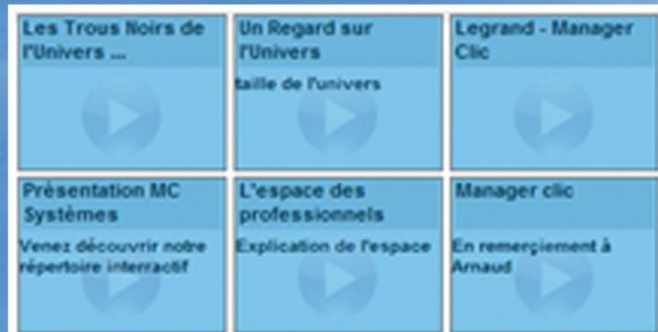 Les Trous Noirs de
l'Univers ...
Un Regard sur
l'Univers
taille de l'univers
Legrand - Manager
Clic
Présentation MC
Systèmes
Venez découvrir notre
répertoire interractif
L'espace des
professionnels
Explication de l'espace
Manager clic
En remerçiement à
Arnaud